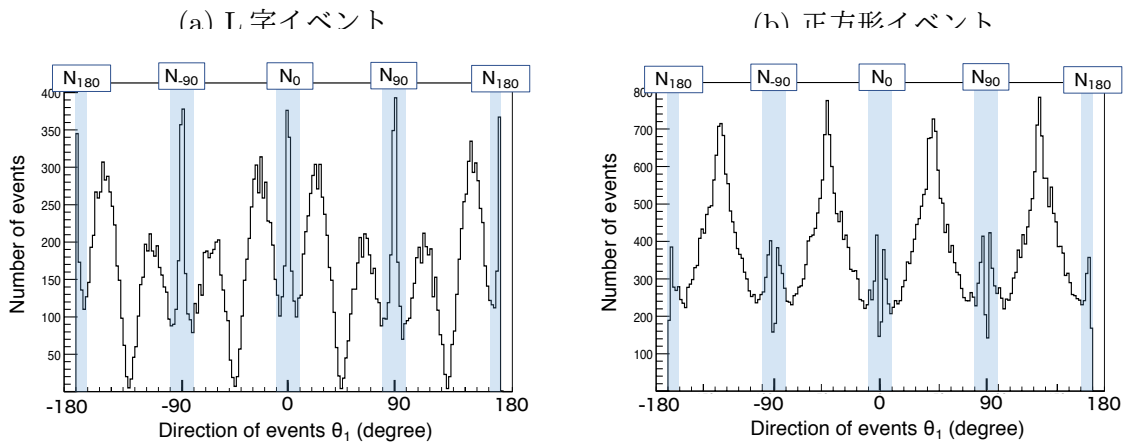 (a) L 字イベント
(b) 正方形イベント
N180 N-90 N0 N90 N180
400
350
300
250
200
150
100
50
Number of events
-180 -90 0 90 180
Direction of events θ1 (degree)
N180 N-90 N0 N90 N180
800
700
600
500
400
300
200
100
Number of events
-180 -90 0 90 180
Direction of events θ1 (degree)